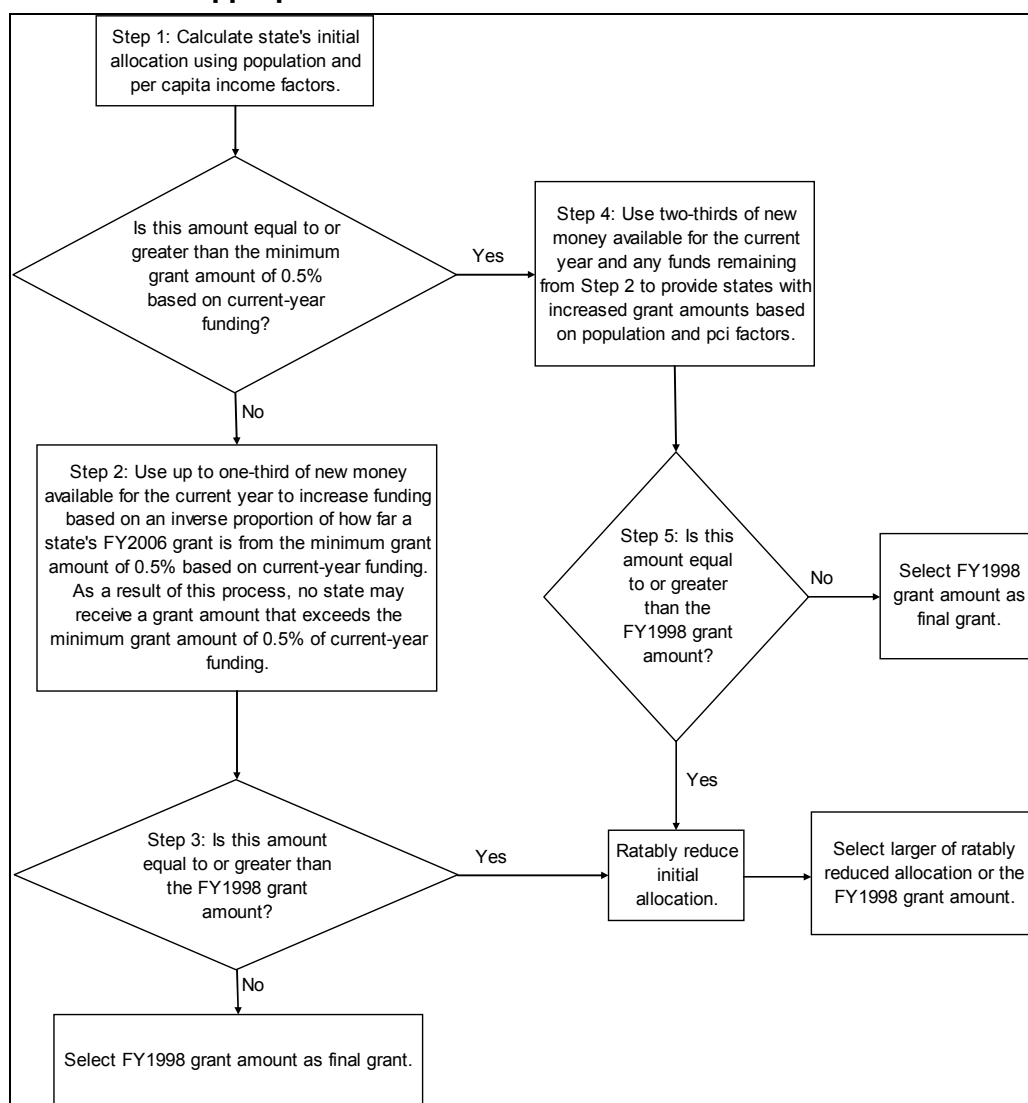 Step 1: Calculate state's initial
allocation using population and
per capita income factors.
Is this amount equal to or
greater than the minimum
grant amount of 0.5%
based on current-year
funding?
Yes
Step 4: Use two-thirds of new
money available for the current
year and any funds remaining
from Step 2 to provide states with
increased grant amounts based
on population and pci factors.
No
Step 2: Use up to one-third of new money
available for the current year to increase funding
based on an inverse proportion of how far a
state's FY2006 grant is from the minimum grant
amount of 0.5% based on current-year funding.
As a result of this process, no state may
receive a grant amount that exceeds the
minimum grant amount of 0.5% of current-year
funding.
Step 5: Is this
amount equal
to or greater
than the
FY1998 grant
amount?
No
Select FY1998
grant amount as
final grant.
Yes
Step 3: Is this amount
equal to or greater than
the FY1998 grant
amount?
Yes
Ratably reduce
initial
allocation.
Select larger of ratably
reduced allocation or the
FY1998 grant amount.
No
Select FY1998 grant amount as final grant.